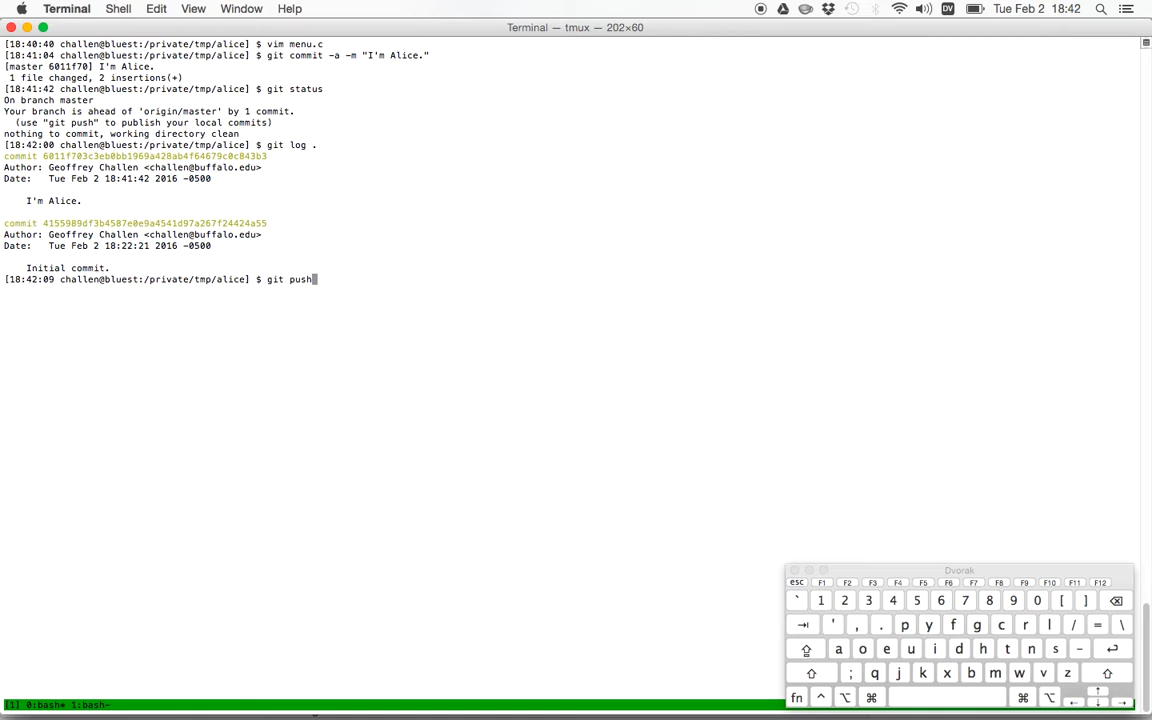 Terminal Shell Edit View Window Help DV Tue Feb 2 18:42
Terminal — tmux — 202×60
[18:40:40 challen@bluest:/private/tmp/alice] $ vim menu.c
[18:41:04 challen@bluest:/private/tmp/alice] $ git commit -a -m "I'm Alice."
[master 6011f70] I'm Alice.
1 file changed, 2 insertions(+)
[18:41:42 challen@bluest:/private/tmp/alice] $ git status
On branch master
Your branch is ahead of 'origin/master' by 1 commit.
(use "git push" to publish your local commits)
nothing to commit, working directory clean
[18:42:00 challen@bluest:/private/tmp/alice] $ git log .
commit 6011f703c3eb0bb1969a428ab4f64679c0c843b3
Author: Geoffrey Challen <challen@buffalo.edu>
Date: Tue Feb 2 18:41:42 2016 -0500
I'm Alice.
commit 4155989df3b4587e0e9a4541d97a267f24424a55
Author: Geoffrey Challen <challen@buffalo.edu>
Date: Tue Feb 2 18:22:21 2016 -0500
Initial commit.
[18:42:09 challen@bluest:/private/tmp/alice] $ git push
Dvorak
esc F1 F2 F3 F4 F5 F6 F7 F8 F9 F10 F11 F12
` 1 2 3 4 5 6 7 8 9 0 [ ] ⌫
⇥ ' , . p y f g c r l / = \
a o e u i d h t n s - ↩
⇧ ; q j k x b m w v z ⇧
fn ^ ⌥ ⌘ ⌘ ⌥ ← ↑ ↓ →
[1] 0:bash* 1:bash-